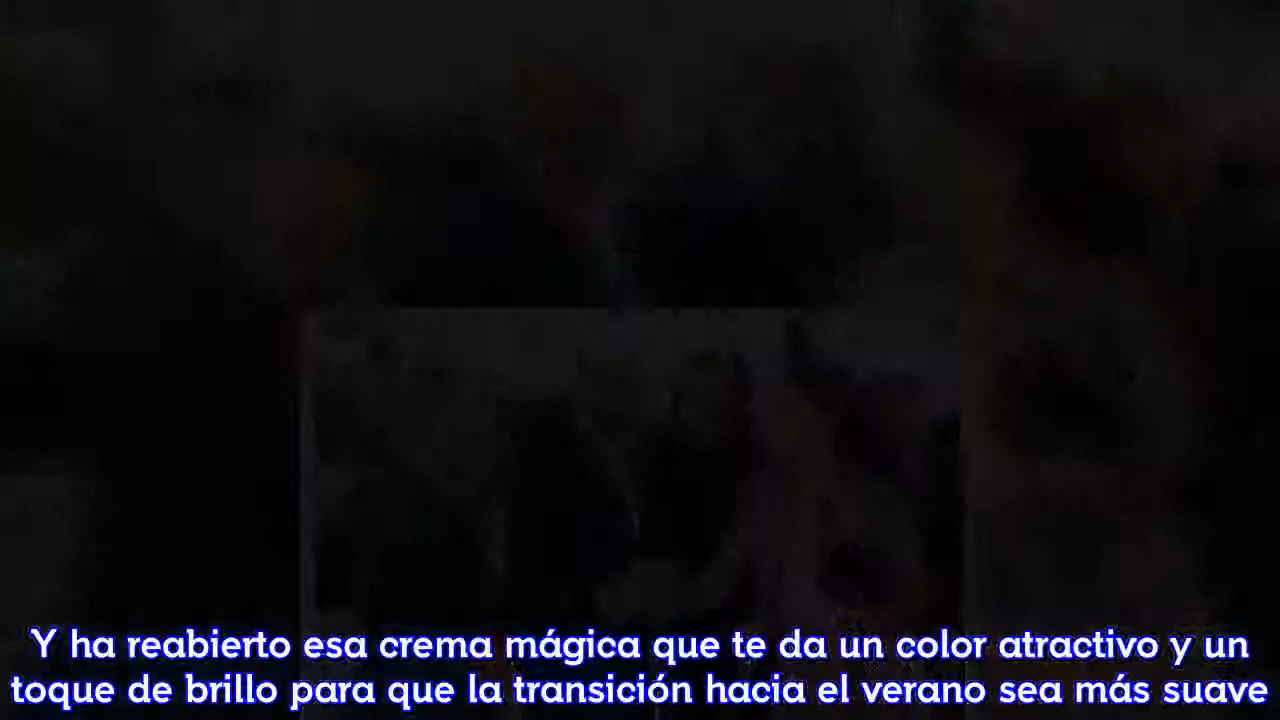 Y ha reabierto esa crema mágica que te da un color atractivo y un
toque de brillo para que la transición hacia el verano sea más suave